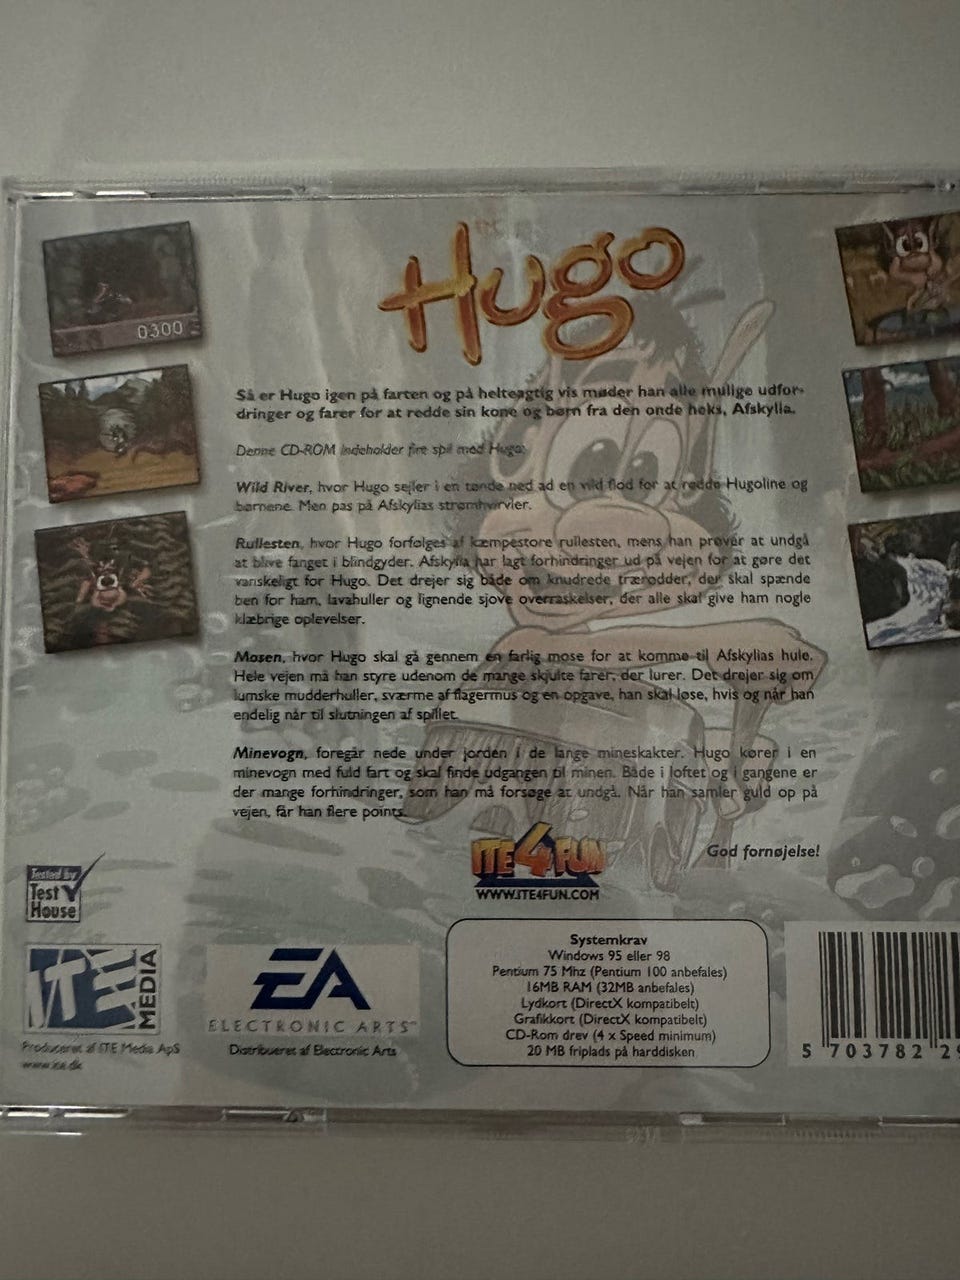 Hugo
0300
Så er Hugo igen på farten og på helteagtig vis møder han alle mulige udfor-
dringer og farer for at redde sin kone og børn fra den onde heks, Afskylia.
Denne CD-ROM indeholder fire spil med Hugo:
Wild River, hvor Hugo sejler i en tønde ned ad en vild flod for at redde Hugoline og
børnene. Men pas på Afskylias strømhvirvler.
Rullesten, hvor Hugo forfølges af kæmpestore rullesten, mens han prøver at undgå
at blive fanget i blindgyder. Afskylia har lagt forhindringer ud på vejen for at gøre det
vanskeligt for Hugo. Det drejer sig både om knudrede trærødder, der skal spænde
ben for ham, lavahuller og lignende sjove overraskelser, der alle skal give ham nogle
klæbrige oplevelser.
Mosen, hvor Hugo skal gå gennem en farlig mose for at komme til Afskylias hule.
Hele vejen må han styre udenom de mange skjulte farer, der lurer. Det drejer sig om
lumske mudderhuller, sværme af flagermus og en opgave, han skal løse, hvis og når han
endelig når til slutningen af spillet.
Minevogn, foregår nede under jorden i de lange mineskakter. Hugo kører i en
minevogn med fuld fart og skal finde udgangen til minen. Både i loftet og i gangene er
der mange forhindringer, som han må forsøge at undgå. Når han samler guld op på
vejen, får han flere points.
God fornøjelse!
ITE4FUN
WWW.ITE4FUN.COM
Tested by
Test
House
ITE MEDIA
Produceret af ITE Media ApS
www.ite.dk
EA
ELECTRONIC ARTS™
Distribueret af Electronic Arts
Systemkrav
Windows 95 eller 98
Pentium 75 Mhz (Pentium 100 anbefales)
16MB RAM (32MB anbefales)
Lydkort (DirectX kompatibelt)
Grafikkort (DirectX kompatibelt)
CD-Rom drev (4 x Speed minimum)
20 MB friplads på harddisken
5 703782 2